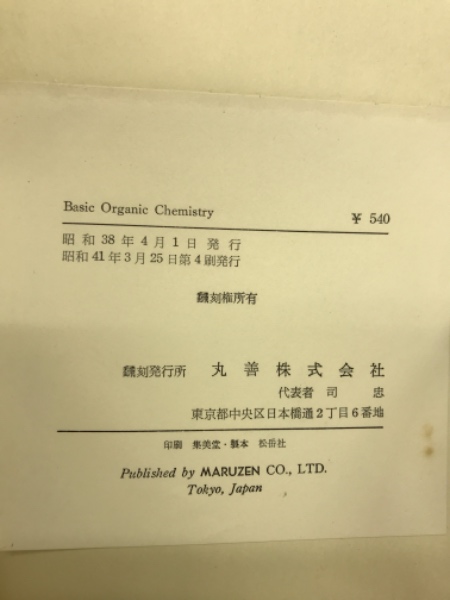 Basic Organic Chemistry ¥ 540
昭和38年4月1日発行
昭和41年3月25日第4刷発行
飜刻権所有
飜刻発行所 丸善株式会社
代表者 司 忠
東京都中央区日本橋通2丁目6番地
印刷 集美堂・製本 松岳社
Published by MARUZEN CO., LTD.
Tokyo, Japan